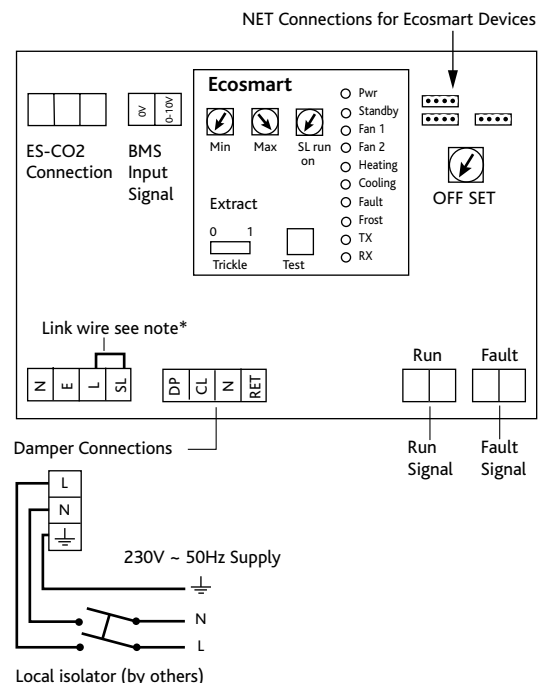 NET Connections for Ecosmart Devices
Ecosmart
Pwr
Standby
Fan 1
Fan 2
Heating
Cooling
Fault
Frost
TX
RX
0V
0-10V
Min
Max
SL run
on
ES-CO2
Connection
BMS
Input
Signal
OFF SET
Extract
0 1
Trickle
Test
Link wire see note*
Run
Fault
N
E
L
SL
DP
CL
N
RET
Damper Connections
Run
Signal
Fault
Signal
L
N
230V ~ 50Hz Supply
N
L
Local isolator (by others)